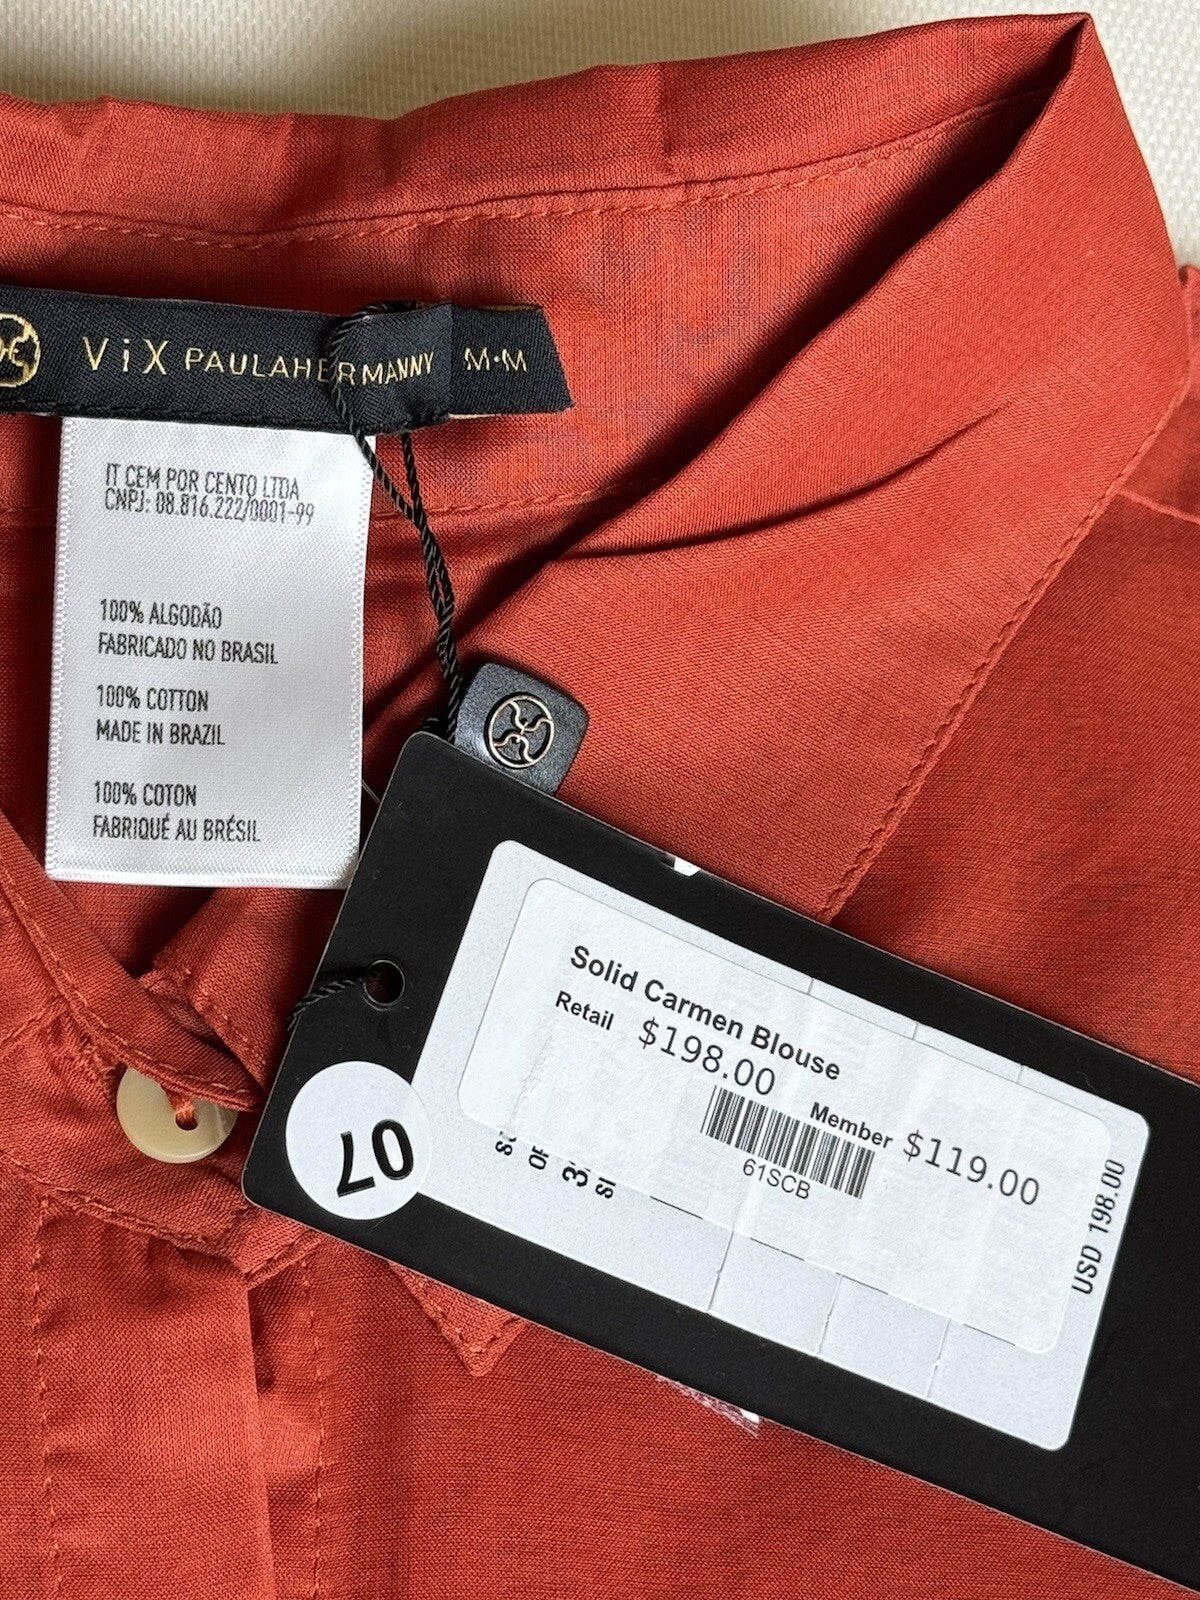 ViX PAULAHERMANNY M·M
IT CEM POR CENTO LTDA
CNPJ: 08.816.222/0001-99
100% ALGODÃO
FABRICADO NO BRASIL
100% COTTON
MADE IN BRAZIL
100% COTON
FABRIQUÉ AU BRÉSIL
Solid Carmen Blouse
Retail $198.00
Member $119.00
61SCB
USD 198.00
07